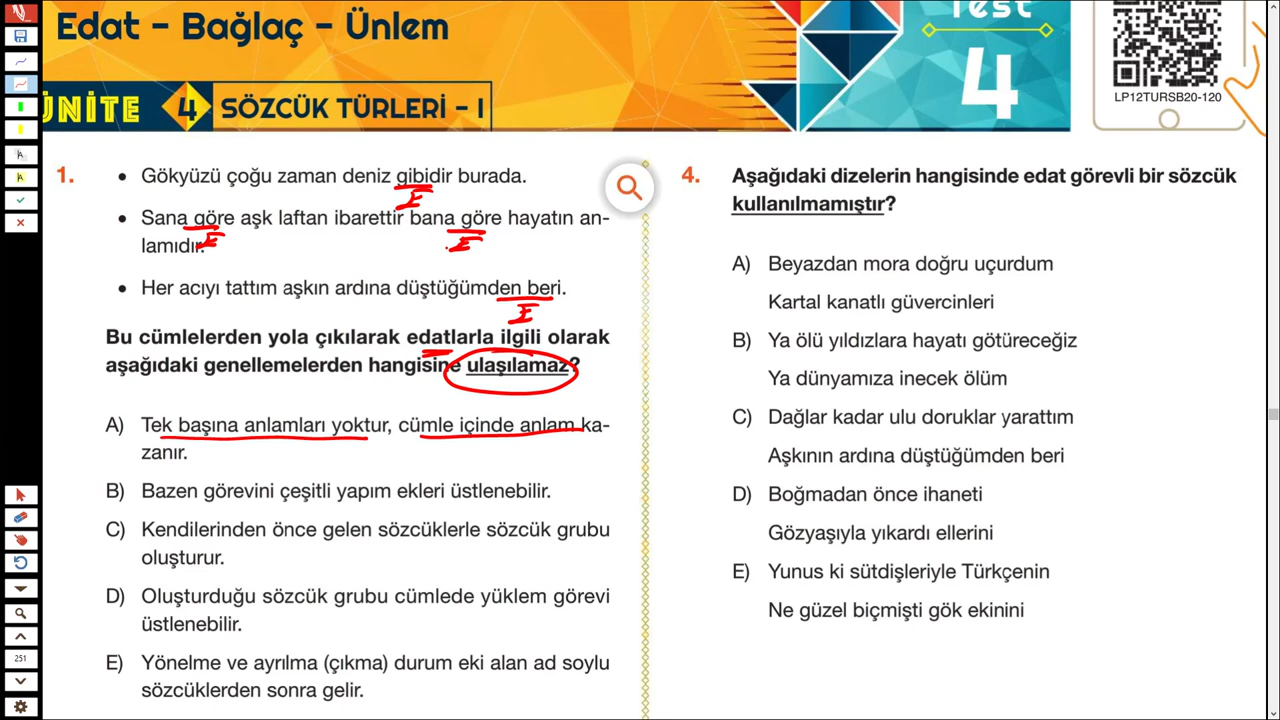 Edat – Bağlaç – Ünlem
Test
4
LP12TURSB20-120
ÜNİTE 4 SÖZCÜK TÜRLERİ – I
1.
• Gökyüzü çoğu zaman deniz gibidir burada.
E
• Sana göre aşk laftan ibarettir bana göre hayatın an-
lamıdır.
E
E
• Her acıyı tattım aşkın ardına düştüğümden beri.
E
Bu cümlelerden yola çıkılarak edatlarla ilgili olarak
aşağıdaki genellemelerden hangisine ulaşılamaz?
A) Tek başına anlamları yoktur, cümle içinde anlam ka-
zanır.
B) Bazen görevini çeşitli yapım ekleri üstlenebilir.
C) Kendilerinden önce gelen sözcüklerle sözcük grubu
oluşturur.
D) Oluşturduğu sözcük grubu cümlede yüklem görevi
üstlenebilir.
E) Yönelme ve ayrılma (çıkma) durum eki alan ad soylu
sözcüklerden sonra gelir.
4. Aşağıdaki dizelerin hangisinde edat görevli bir sözcük
kullanılmamıştır?
A) Beyazdan mora doğru uçurdum
Kartal kanatlı güvercinleri
B) Ya ölü yıldızlara hayatı götüreceğiz
Ya dünyamıza inecek ölüm
C) Dağlar kadar ulu doruklar yarattım
Aşkının ardına düştüğümden beri
D) Boğmadan önce ihaneti
Gözyaşıyla yıkardı ellerini
E) Yunus ki sütdişleriyle Türkçenin
Ne güzel biçmişti gök ekinini
251